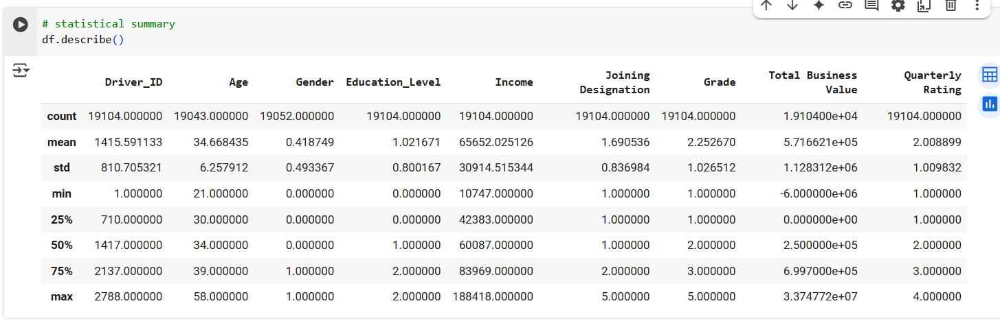 # statistical summary
df.describe()
Driver_ID Age Gender Education_Level Income Joining Designation Grade Total Business Value Quarterly Rating
count 19104.000000 19043.000000 19052.000000 19104.000000 19104.000000 19104.000000 19104.000000 1.910400e+04 19104.000000
mean 1415.591133 34.668435 0.418749 1.021671 65652.025126 1.690536 2.252670 5.716621e+05 2.008899
std 810.705321 6.257912 0.493367 0.800167 30914.515344 0.836984 1.026512 1.128312e+06 1.009832
min 1.000000 21.000000 0.000000 0.000000 10747.000000 1.000000 1.000000 -6.000000e+06 1.000000
25% 710.000000 30.000000 0.000000 0.000000 42383.000000 1.000000 1.000000 0.000000e+00 1.000000
50% 1417.000000 34.000000 0.000000 1.000000 60087.000000 1.000000 2.000000 2.500000e+05 2.000000
75% 2137.000000 39.000000 1.000000 2.000000 83969.000000 2.000000 3.000000 6.997000e+05 3.000000
max 2788.000000 58.000000 1.000000 2.000000 188418.000000 5.000000 5.000000 3.374772e+07 4.000000